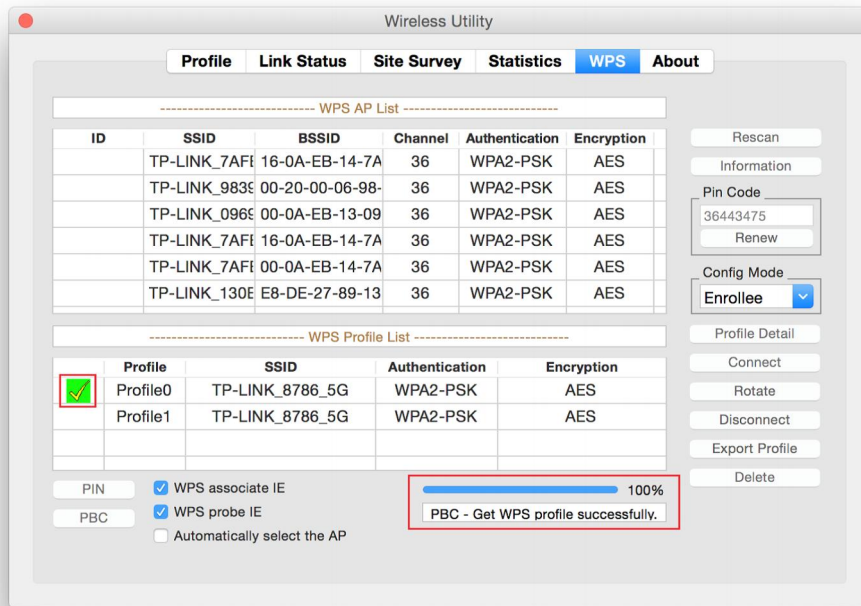 Wireless Utility
Profile Link Status Site Survey Statistics WPS About
---------------------------- WPS AP List ----------------------------
ID SSID BSSID Channel Authentication Encryption
TP-LINK_7AFE 16-0A-EB-14-7A 36 WPA2-PSK AES
TP-LINK_9839 00-20-00-06-98- 36 WPA2-PSK AES
TP-LINK_0969 00-0A-EB-13-09 36 WPA2-PSK AES
TP-LINK_7AFE 16-0A-EB-14-7A 36 WPA2-PSK AES
TP-LINK_7AFE 00-0A-EB-14-7A 36 WPA2-PSK AES
TP-LINK_130E E8-DE-27-89-13 36 WPA2-PSK AES
Rescan
Information
Pin Code
36443475
Renew
Config Mode
Enrollee
---------------------------- WPS Profile List ----------------------------
Profile SSID Authentication Encryption
Profile0 TP-LINK_8786_5G WPA2-PSK AES
Profile1 TP-LINK_8786_5G WPA2-PSK AES
Profile Detail
Connect
Rotate
Disconnect
Export Profile
Delete
PIN
PBC
WPS associate IE
WPS probe IE
Automatically select the AP
100%
PBC - Get WPS profile successfully.